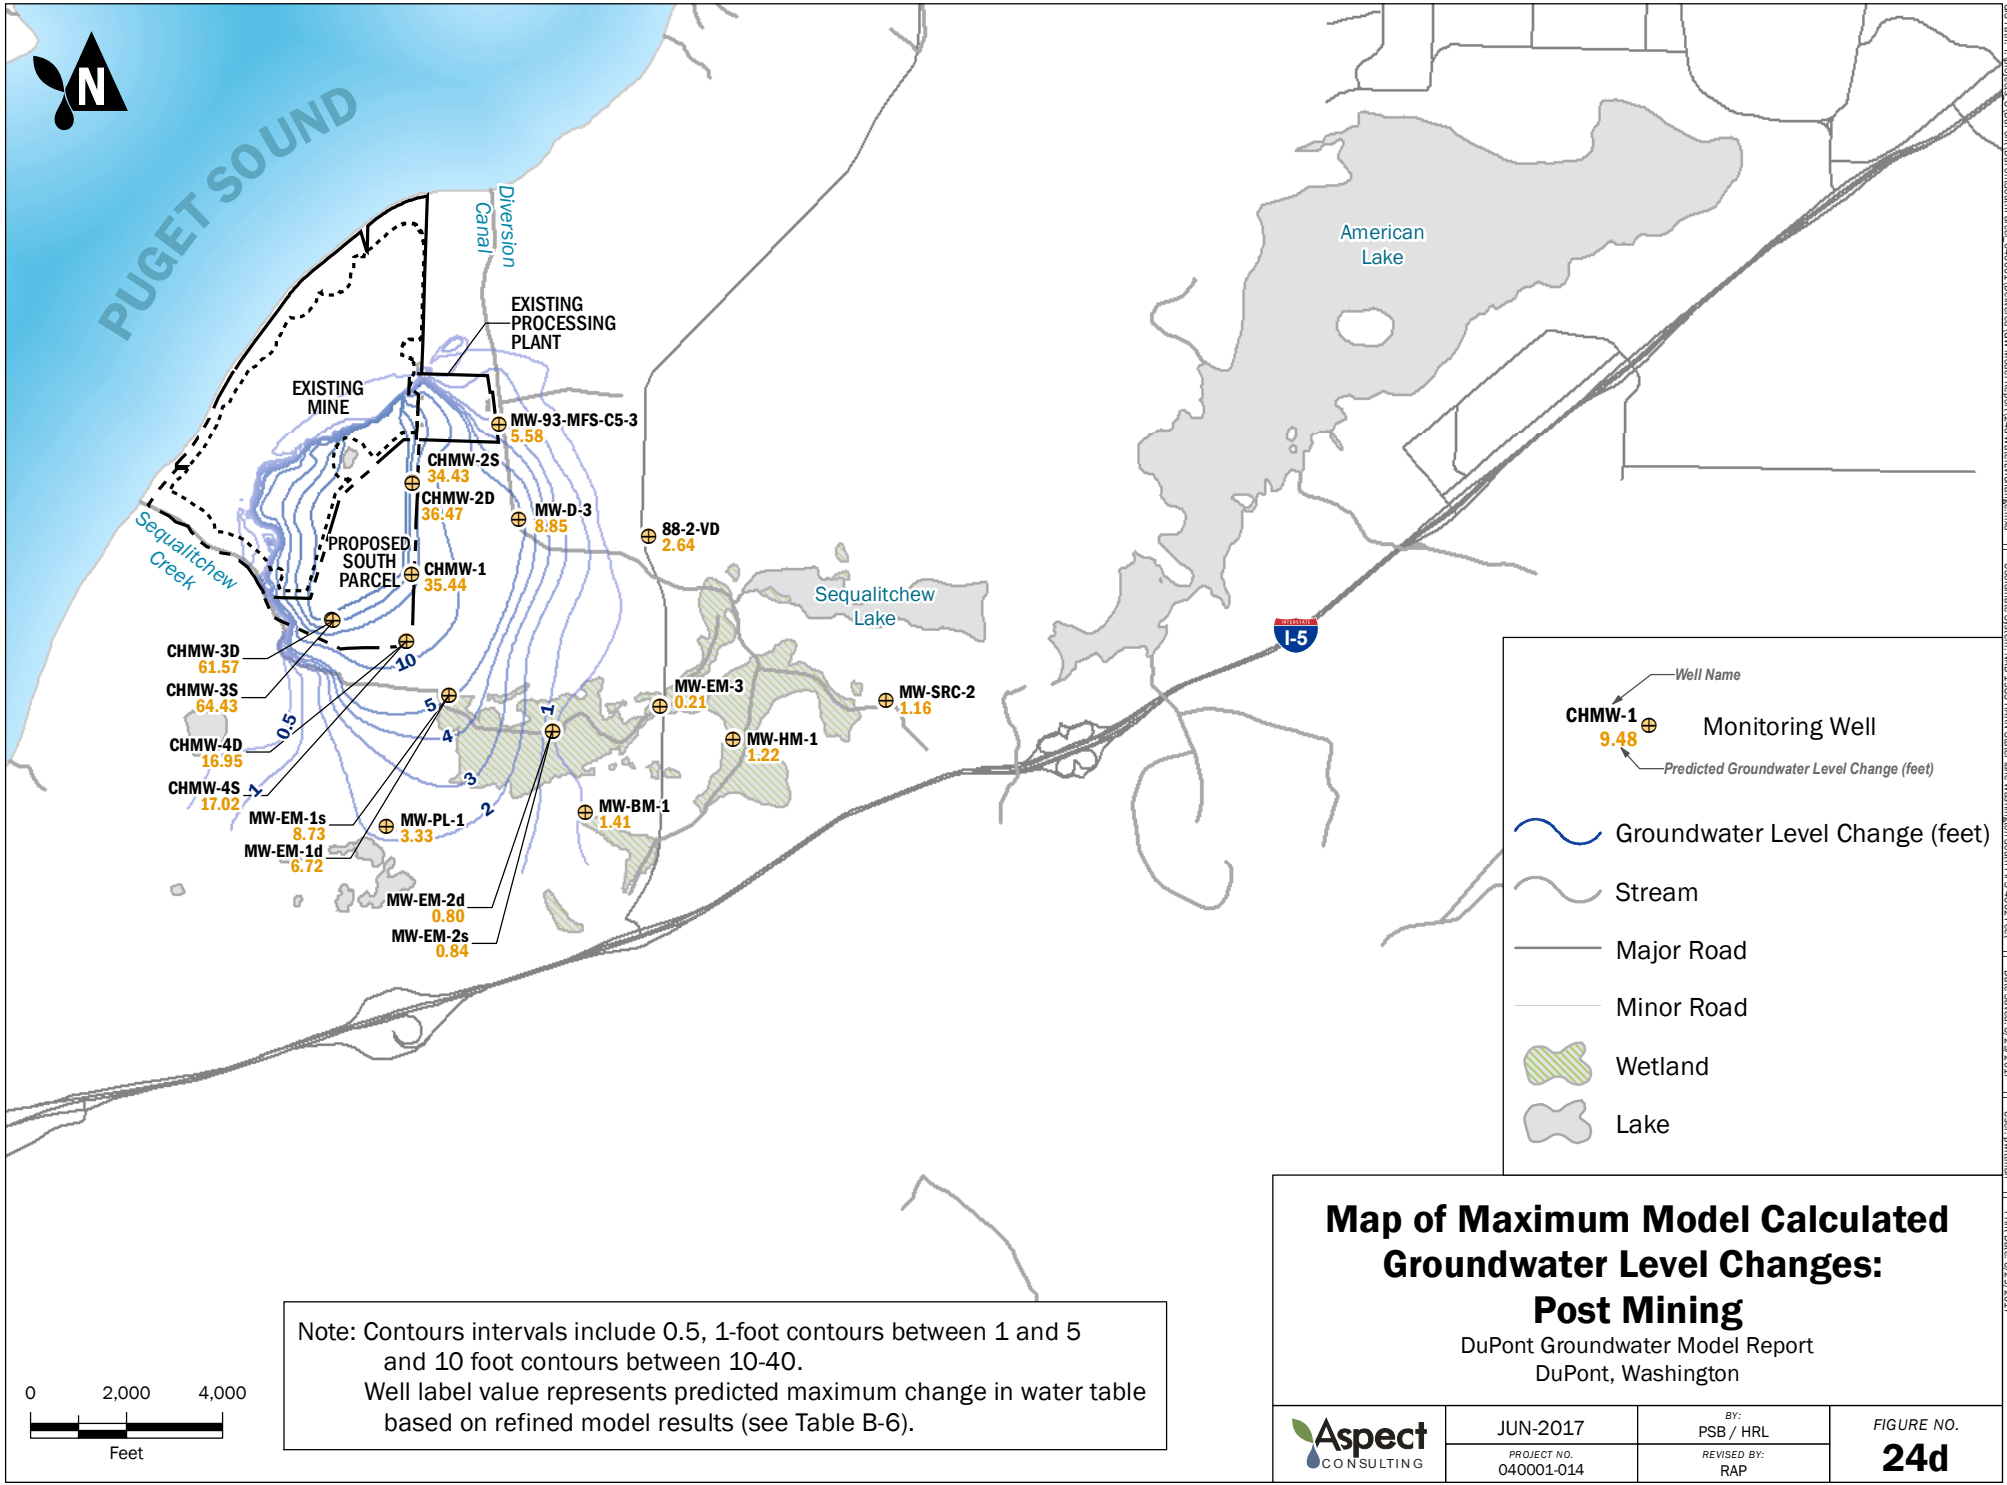 N
PUGET SOUND
Diversion
Canal
EXISTING
PROCESSING
PLANT
EXISTING
MINE
American
Lake
MW-93-MFS-C5-3
5.58
CHMW-2S
34.43
CHMW-2D
36.47
MW-D-3
8.85
88-2-VD
2.64
Sequalitchew
Creek
PROPOSED
SOUTH
PARCEL
CHMW-1
35.44
Sequalitchew
Lake
INTERSTATE
I-5
CHMW-3D
61.57
CHMW-3S
64.43
CHMW-4D
16.95
CHMW-4S
17.02
10
5
4
3
2
1
0.5
1
MW-EM-3
0.21
MW-SRC-2
1.16
MW-HM-1
1.22
MW-BM-1
1.41
MW-EM-1s
8.73
MW-EM-1d
6.72
MW-PL-1
3.33
MW-EM-2d
0.80
MW-EM-2s
0.84
Well Name
CHMW-1
9.48
Monitoring Well
Predicted Groundwater Level Change (feet)
Groundwater Level Change (feet)
Stream
Major Road
Minor Road
Wetland
Lake
Map of Maximum Model Calculated
Groundwater Level Changes:
Post Mining
DuPont Groundwater Model Report
DuPont, Washington
Note: Contours intervals include 0.5, 1-foot contours between 1 and 5
and 10 foot contours between 10-40.
Well label value represents predicted maximum change in water table
based on refined model results (see Table B-6).
0 2,000 4,000
Feet
Aspect
CONSULTING
JUN-2017
PROJECT NO.
040001-014
BY:
PSB / HRL
REVISED BY:
RAP
FIGURE NO.
24d